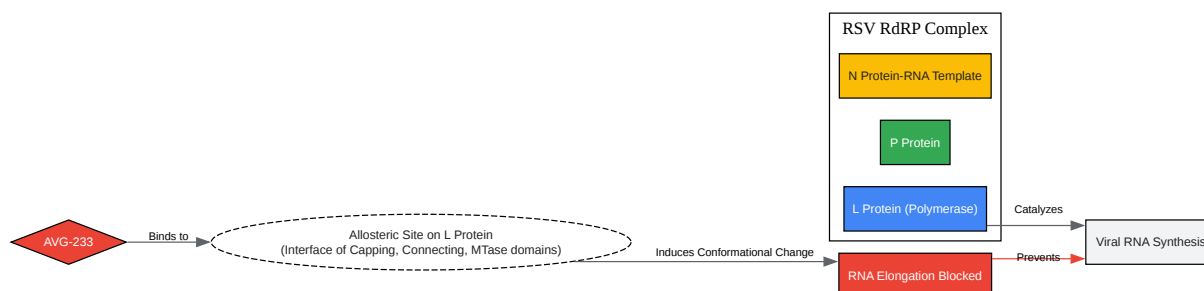 RSV RdRP Complex
N Protein-RNA Template
P Protein
L Protein (Polymerase)
Catalyzes
AVG-233
Binds to
Allosteric Site on L Protein
(Interface of Capping, Connecting, MTase domains)
Induces Conformational Change
RNA Elongation Blocked
Prevents
Viral RNA Synthesis